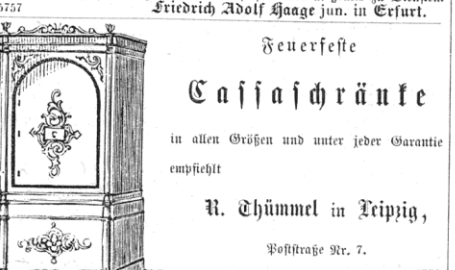 5757
Friedrich Adolf Haage jun. in Erfurt.
Feuerfeste
Cassaschränke
in allen Größen und unter jeder Garantie
empfiehlt
R. Thümmel in Leipzig,
Poststraße Nr. 7.